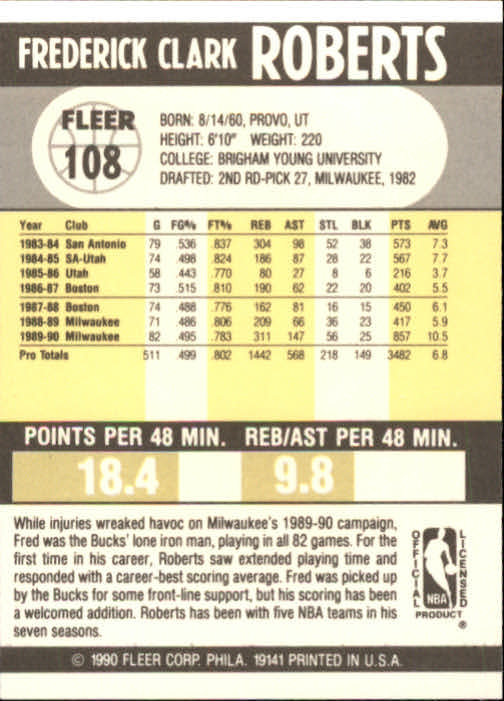 FREDERICK CLARK ROBERTS
FLEER
108
BORN: 8/14/60, PROVO, UT
HEIGHT: 6'10" WEIGHT: 220
COLLEGE: BRIGHAM YOUNG UNIVERSITY
DRAFTED: 2ND RD-PICK 27, MILWAUKEE, 1982
Year Club G FG% FT% REB AST STL BLK PTS AVG
1983-84 San Antonio 79 .536 .837 304 98 52 38 573 7.3
1984-85 SA-Utah 74 .498 .824 186 87 28 22 567 7.7
1985-86 Utah 58 .443 .770 80 27 8 6 216 3.7
1986-87 Boston 73 .515 .810 190 62 22 20 402 5.5
1987-88 Boston 74 .488 .776 162 81 16 15 450 6.1
1988-89 Milwaukee 71 .486 .806 209 66 36 23 417 5.9
1989-90 Milwaukee 82 .495 .783 311 147 56 25 857 10.5
Pro Totals 511 .499 .802 1442 568 218 149 3482 6.8
POINTS PER 48 MIN. REB/AST PER 48 MIN.
18.4 9.8
While injuries wreaked havoc on Milwaukee's 1989-90 campaign,
Fred was the Bucks' lone iron man, playing in all 82 games. For the
first time in his career, Roberts saw extended playing time and
responded with a career-best scoring average. Fred was picked up
by the Bucks for some front-line support, but his scoring has been
a welcomed addition. Roberts has been with five NBA teams in his
seven seasons.
OFFICIAL
LICENSED
NBA
PRODUCT
®
© 1990 FLEER CORP. PHILA. 19141 PRINTED IN U.S.A.